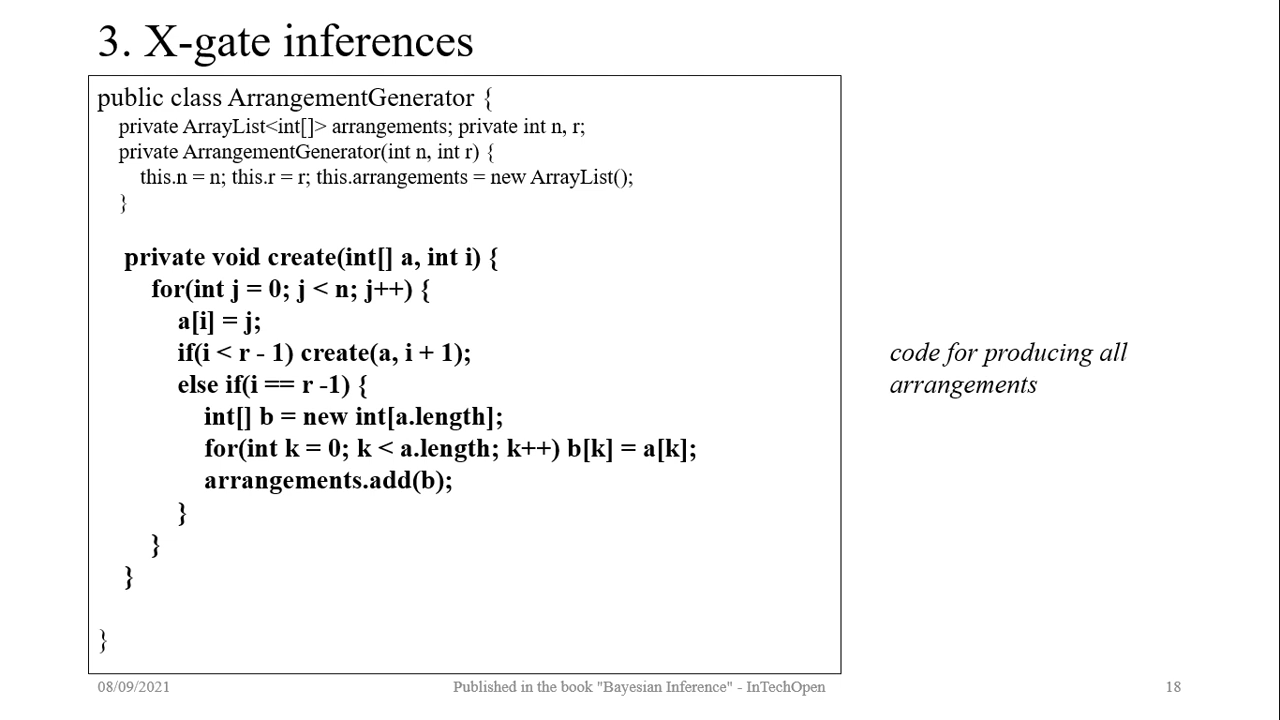 3. X-gate inferences
public class ArrangementGenerator {
private ArrayList<int[]> arrangements; private int n, r;
private ArrangementGenerator(int n, int r) {
this.n = n; this.r = r; this.arrangements = new ArrayList();
}
private void create(int[] a, int i) {
for(int j = 0; j < n; j++) {
a[i] = j;
if(i < r - 1) create(a, i + 1);
else if(i == r -1) {
int[] b = new int[a.length];
for(int k = 0; k < a.length; k++) b[k] = a[k];
arrangements.add(b);
}
}
}
}
code for producing all
arrangements
08/09/2021
Published in the book "Bayesian Inference" - InTechOpen
18